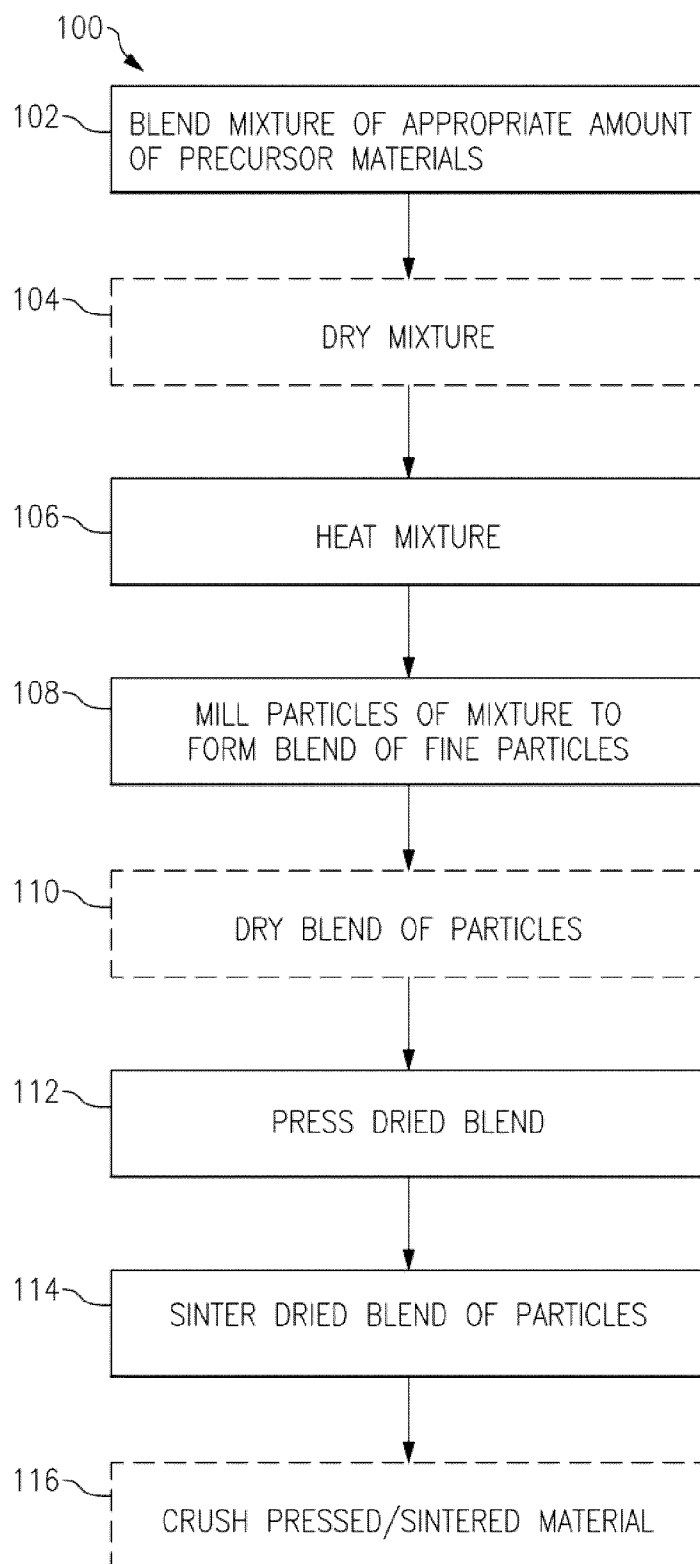 100
102
BLEND MIXTURE OF APPROPRIATE AMOUNT
OF PRECURSOR MATERIALS
104
DRY MIXTURE
106
HEAT MIXTURE
108
MILL PARTICLES OF MIXTURE TO
FORM BLEND OF FINE PARTICLES
110
DRY BLEND OF PARTICLES
112
PRESS DRIED BLEND
114
SINTER DRIED BLEND OF PARTICLES
116
CRUSH PRESSED/SINTERED MATERIAL